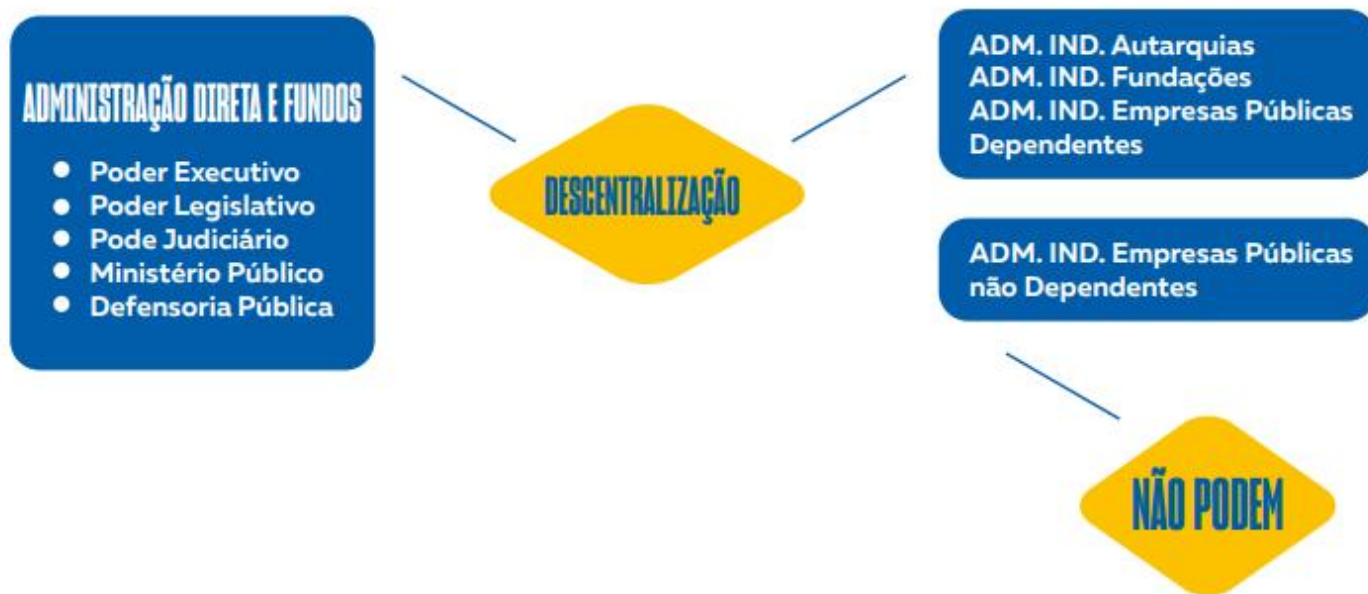 ADMINISTRAÇÃO DIRETA E FUNDOS
Poder Executivo
Poder Legislativo
Pode Judiciário
Ministério Público
Defensoria Pública
DESCENTRALIZAÇÃO
ADM. IND. Autarquias
ADM. IND. Fundações
ADM. IND. Empresas Públicas
Dependentes
ADM. IND. Empresas Públicas
não Dependentes
NÃO PODEM